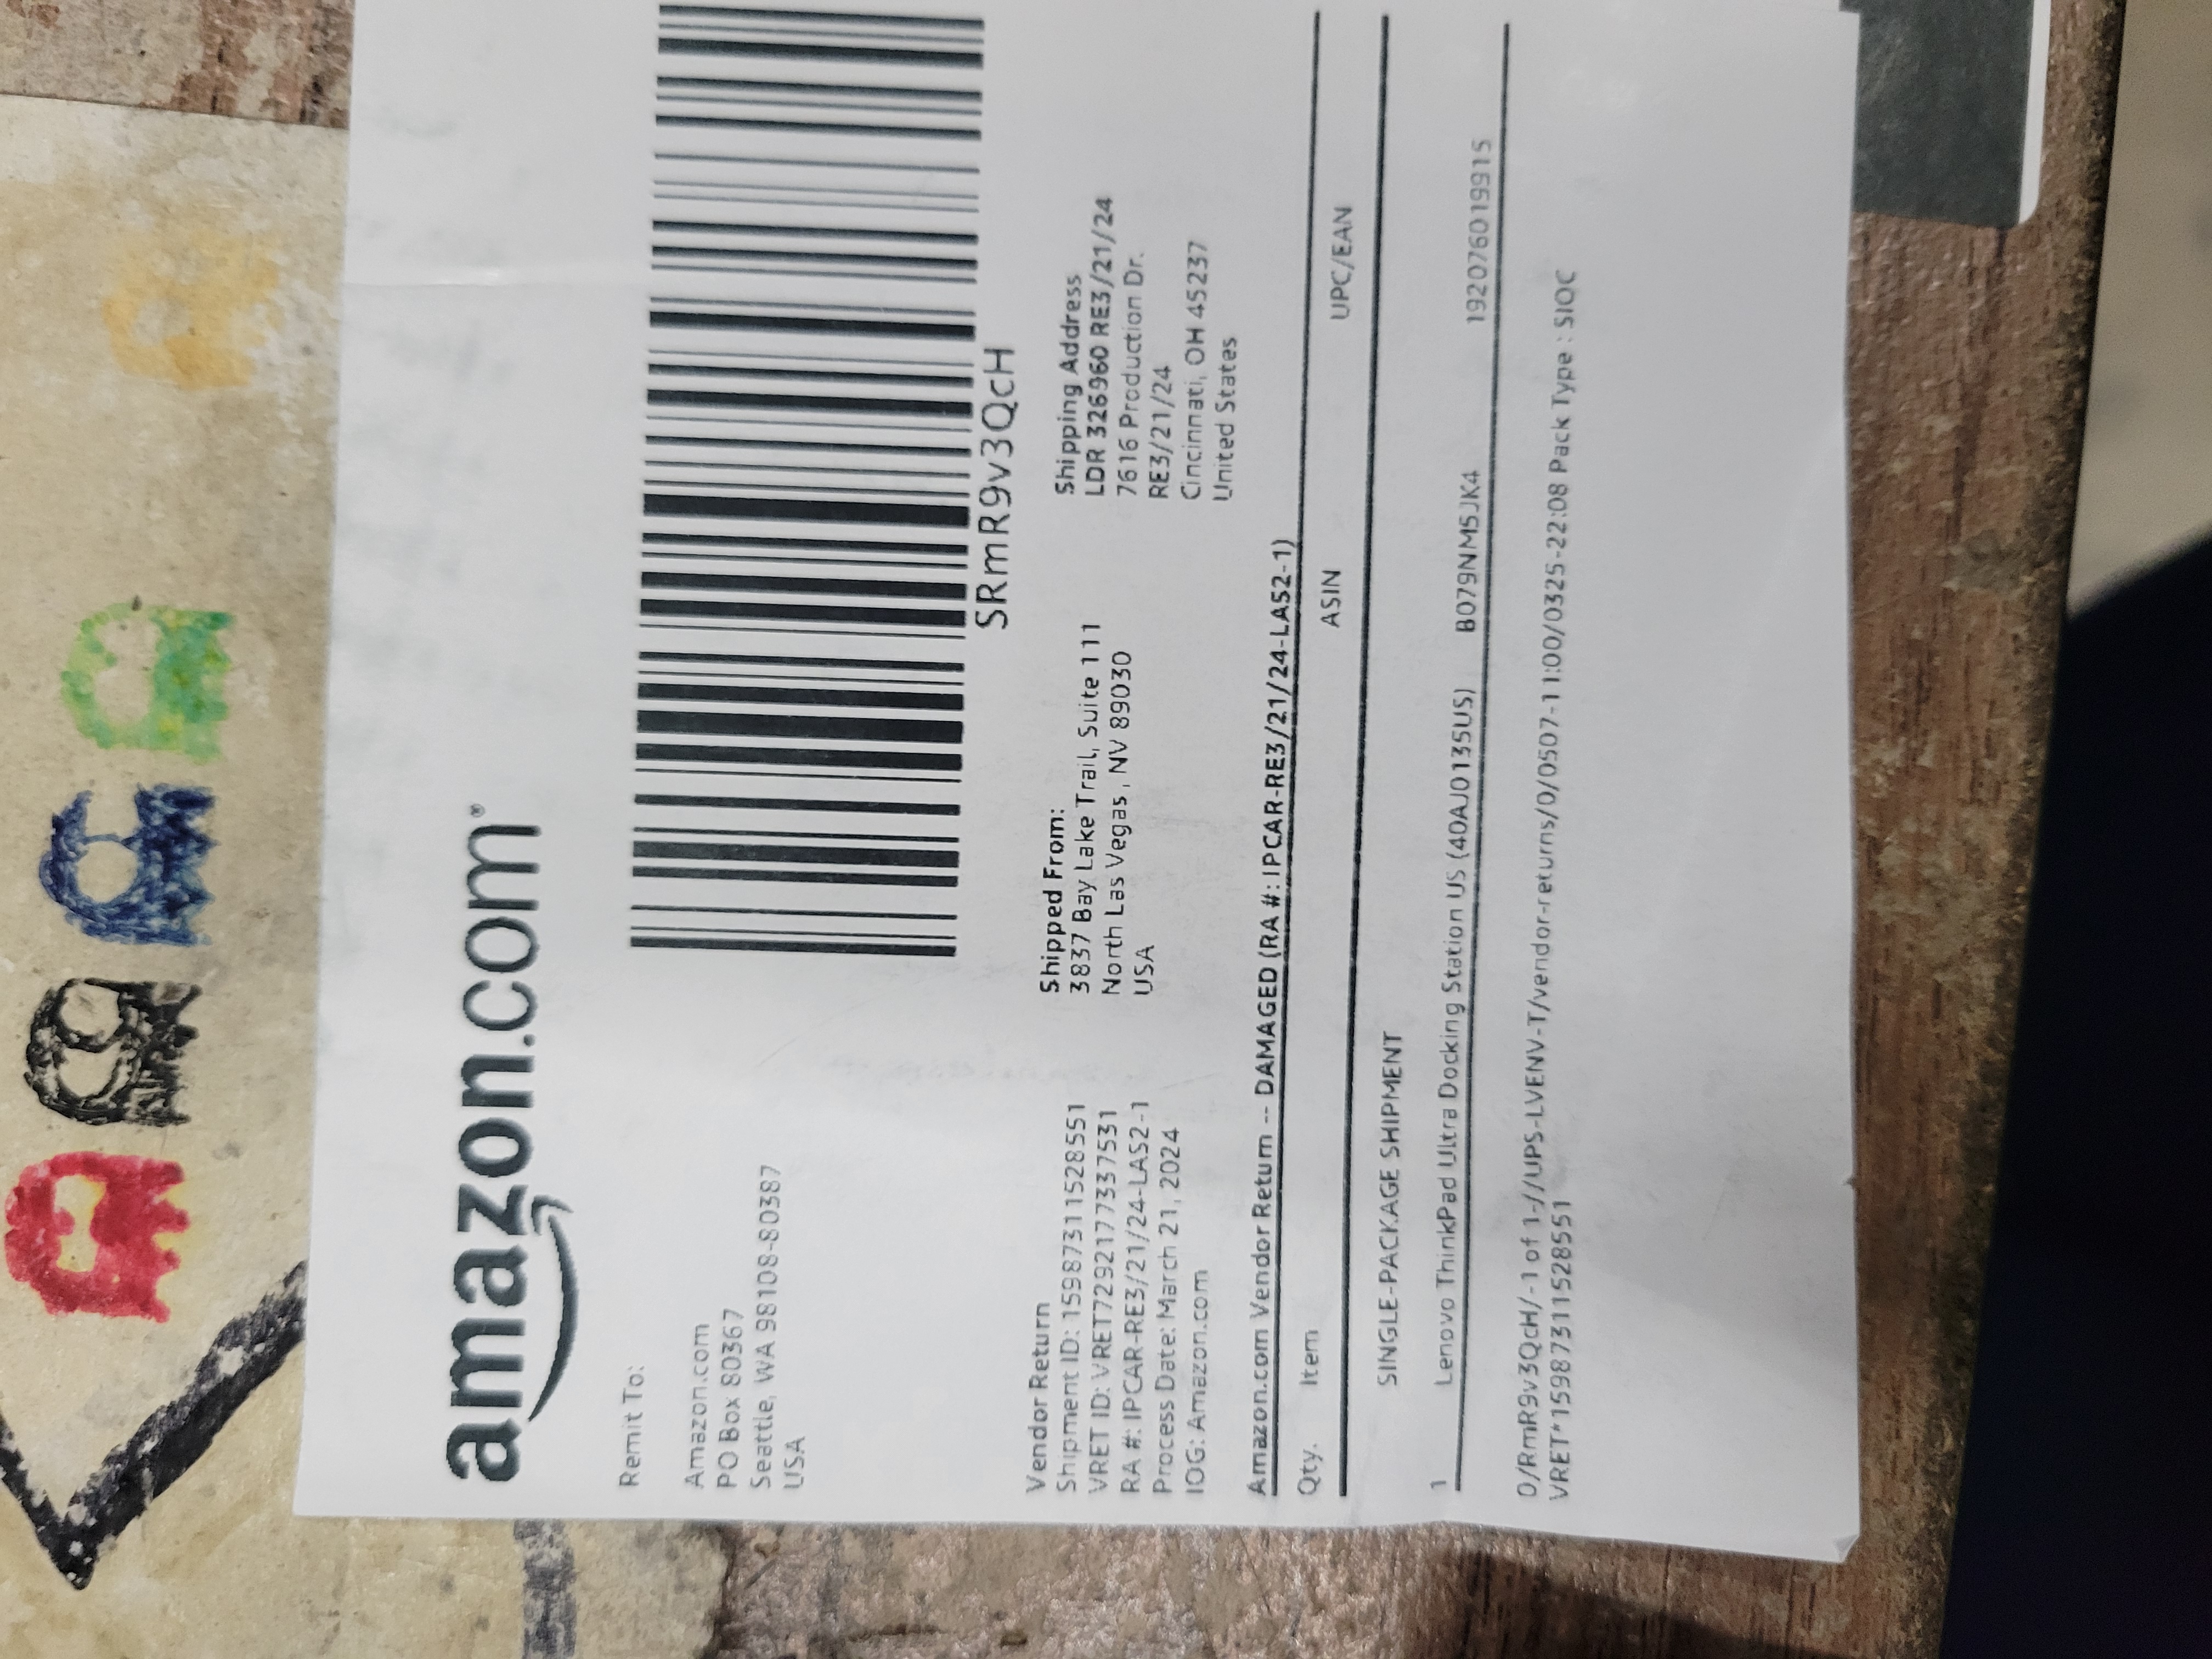 amazon.com®
Remit To:
Amazon.com
PO Box 80367
Seattle, WA 98108-80387
USA
SRmR9v3QcH
Vendor Return
Shipment ID: 15987311528551
VRET ID: VRET729217733​7531
RA #: IPCAR-RE3/21/24-LAS2-1
Process Date: March 21, 2024
IOG: Amazon.com
Shipped From:
3837 Bay Lake Trail, Suite 111
North Las Vegas, NV 89030
USA
Shipping Address
LDR 326960 RE3/21/24
7616 Production Dr.
RE3/21/24
Cincinnati, OH 45237
United States
Amazon.com Vendor Return -- DAMAGED (RA #: IPCAR-RE3/21/24-LAS2-1)
Qty. Item ASIN UPC/EAN
SINGLE-PACKAGE SHIPMENT
1 Lenovo ThinkPad Ultra Docking Station US (40AJ0135US) B079NM5JK4 192076019915
0/RmR9v3QcH/-1 of 1-//UPS-LVENV-T/vendor-returns/0/0507-11:00/0325-22:08 Pack Type : SIOC
VRET*15987311528551